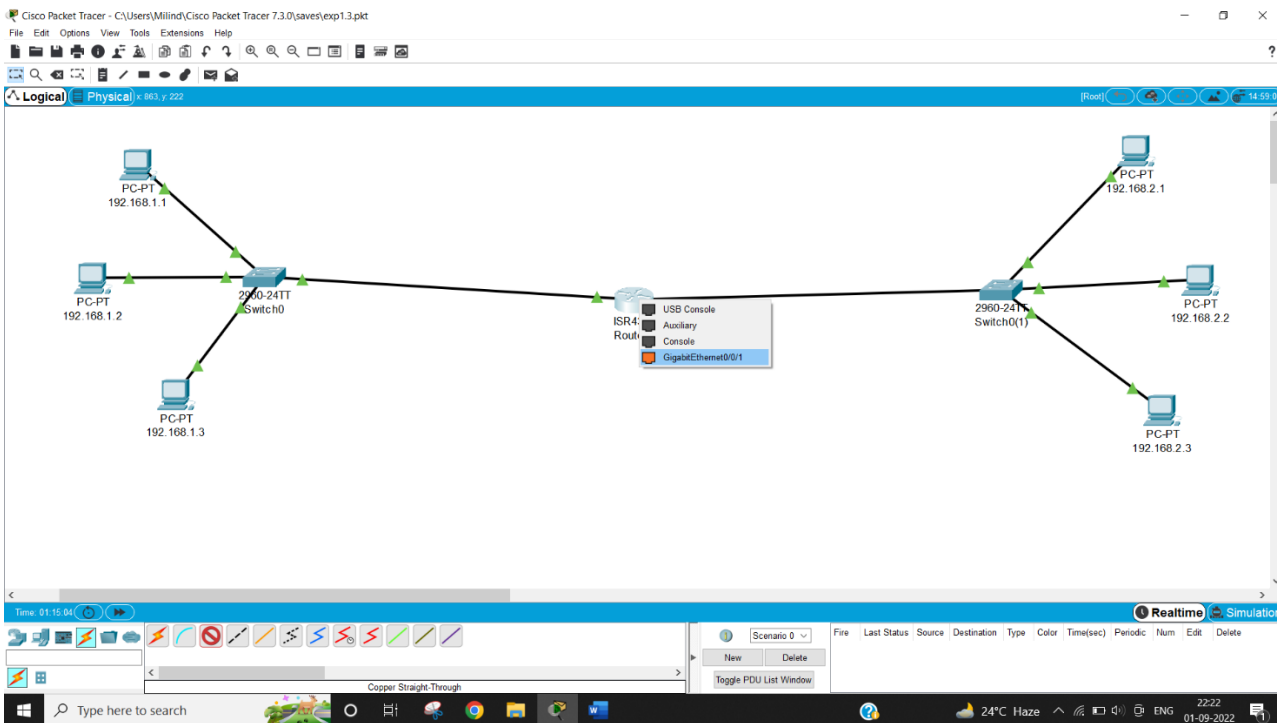 Cisco Packet Tracer - C:\Users\Milind\Cisco Packet Tracer 7.3.0\saves\exp1.3.pkt
File Edit Options View Tools Extensions Help
?
Logical Physical x: 863, y: 222 [Root] 14:59:0
PC-PT
192.168.1.1
PC-PT
192.168.2.1
2960-24TT
Switch0
PC-PT
192.168.1.2
ISR43
Route
USB Console
Auxiliary
Console
GigabitEthernet0/0/1
2960-24TT
Switch0(1)
PC-PT
192.168.2.2
PC-PT
192.168.1.3
PC-PT
192.168.2.3
Time: 01:15:04 Realtime Simulation
Scenario 0 Fire Last Status Source Destination Type Color Time(sec) Periodic Num Edit Delete
New Delete
Toggle PDU List Window
Copper Straight-Through
Type here to search
24°C Haze ENG 22:22
01-09-2022